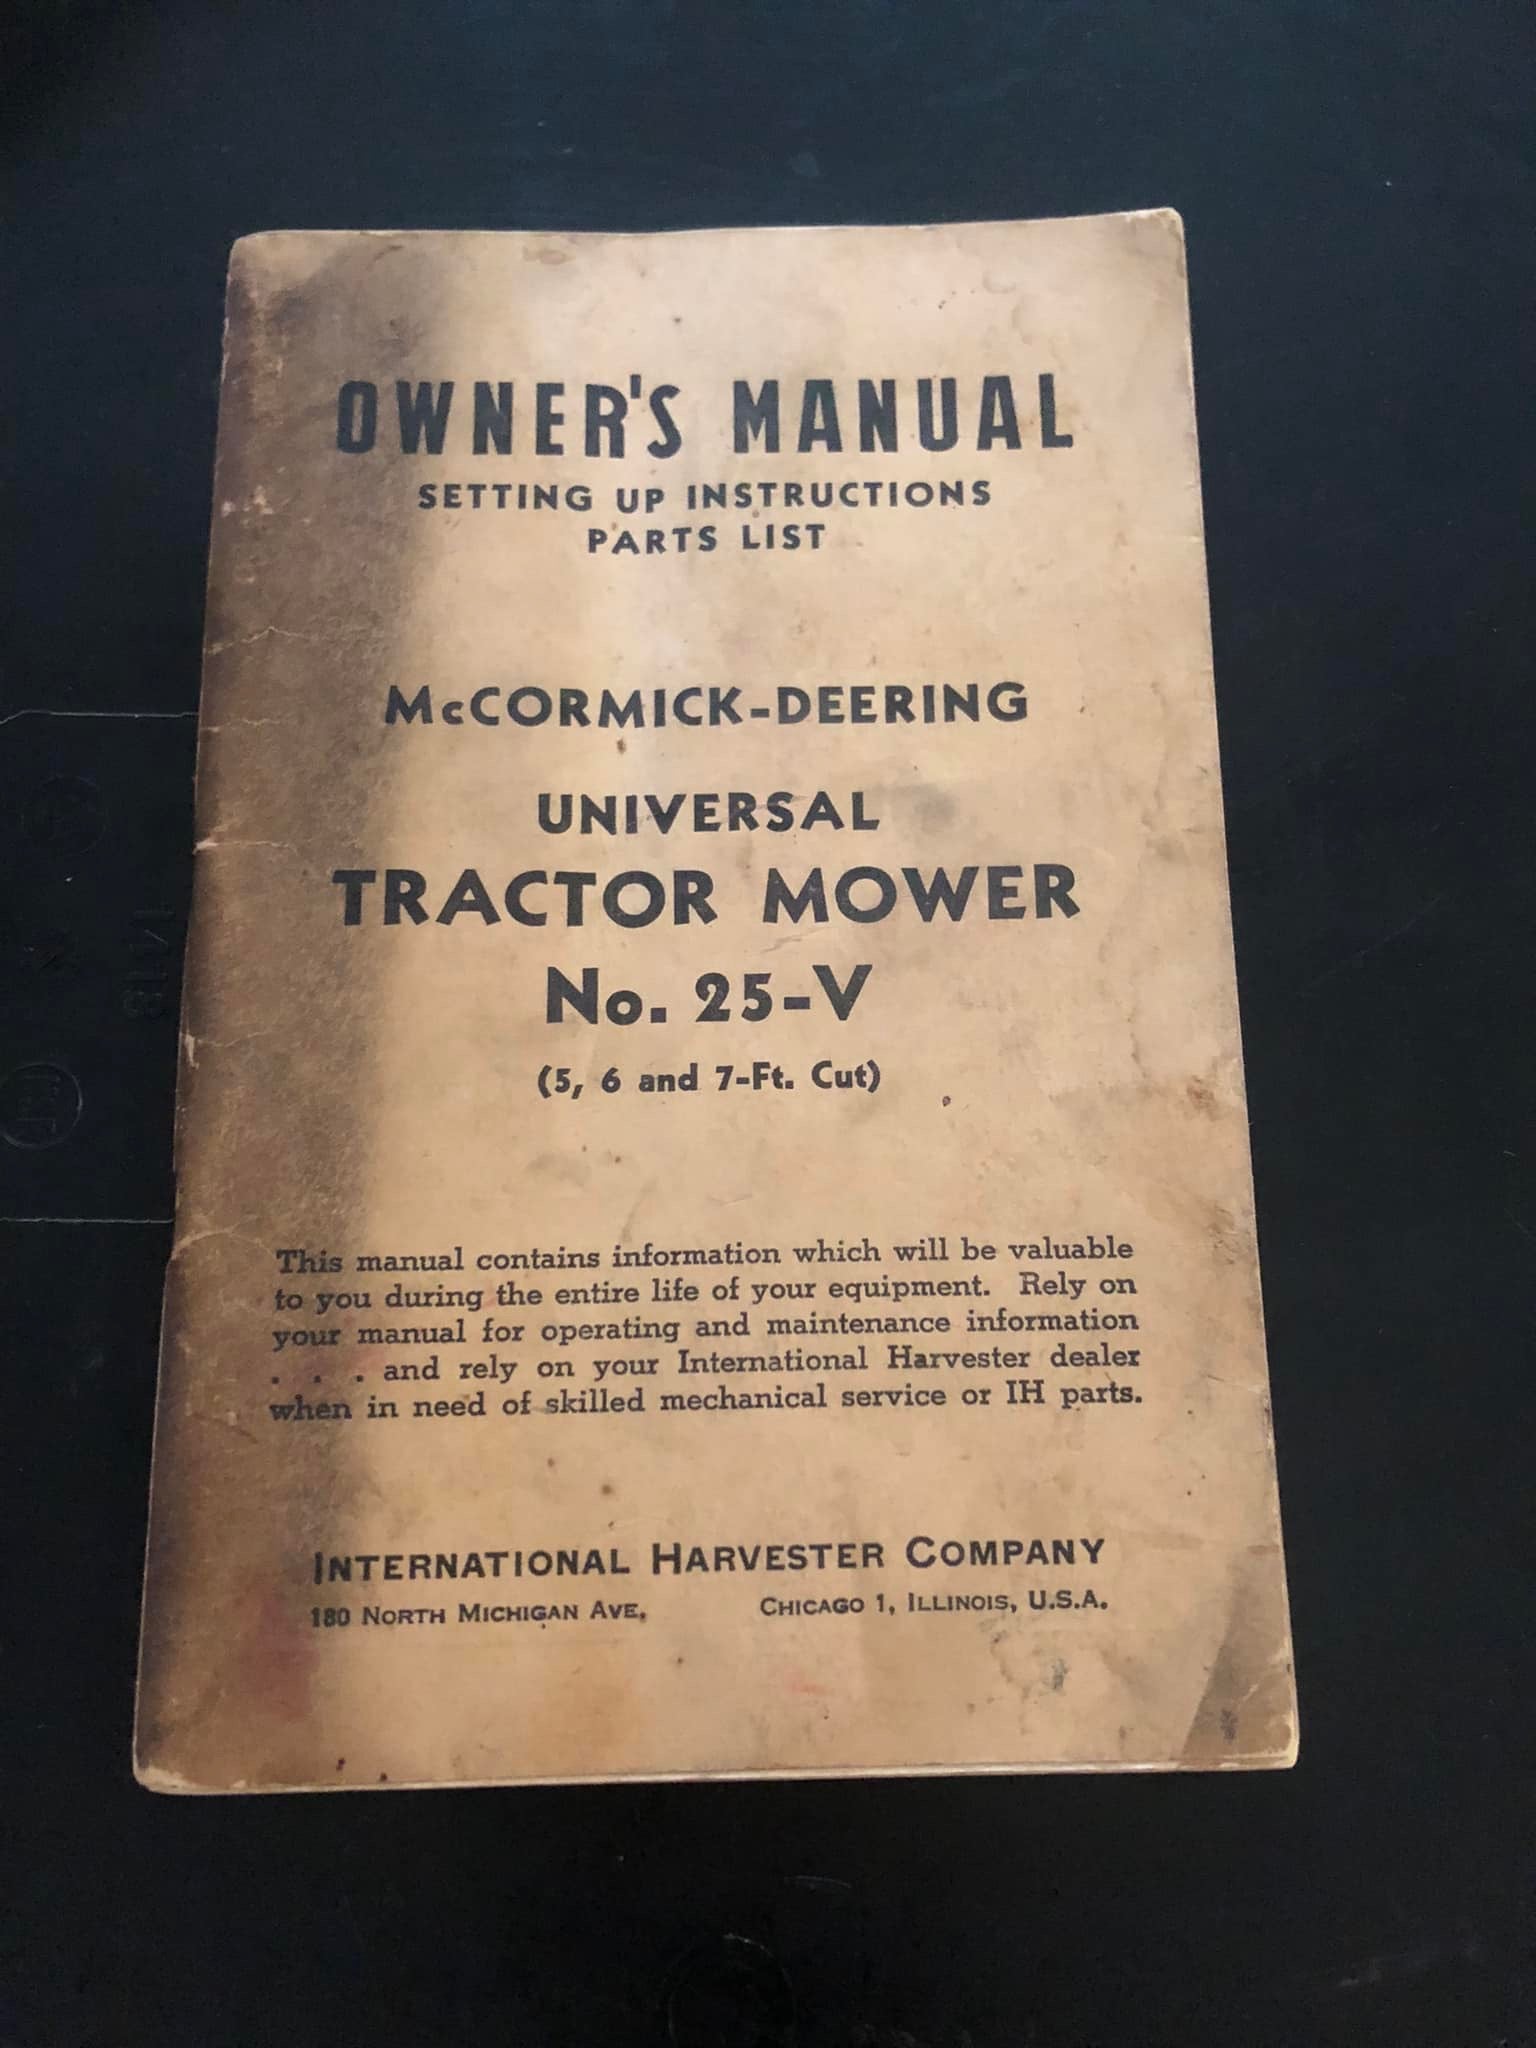 OWNER'S MANUAL
SETTING UP INSTRUCTIONS
PARTS LIST
McCORMICK-DEERING
UNIVERSAL
TRACTOR MOWER
No. 25-V
(5, 6 and 7-Ft. Cut)
This manual contains information which will be valuable
to you during the entire life of your equipment. Rely on
your manual for operating and maintenance information
. . . and rely on your International Harvester dealer
when in need of skilled mechanical service or IH parts.
INTERNATIONAL HARVESTER COMPANY
180 NORTH MICHIGAN AVE. CHICAGO 1, ILLINOIS, U.S.A.